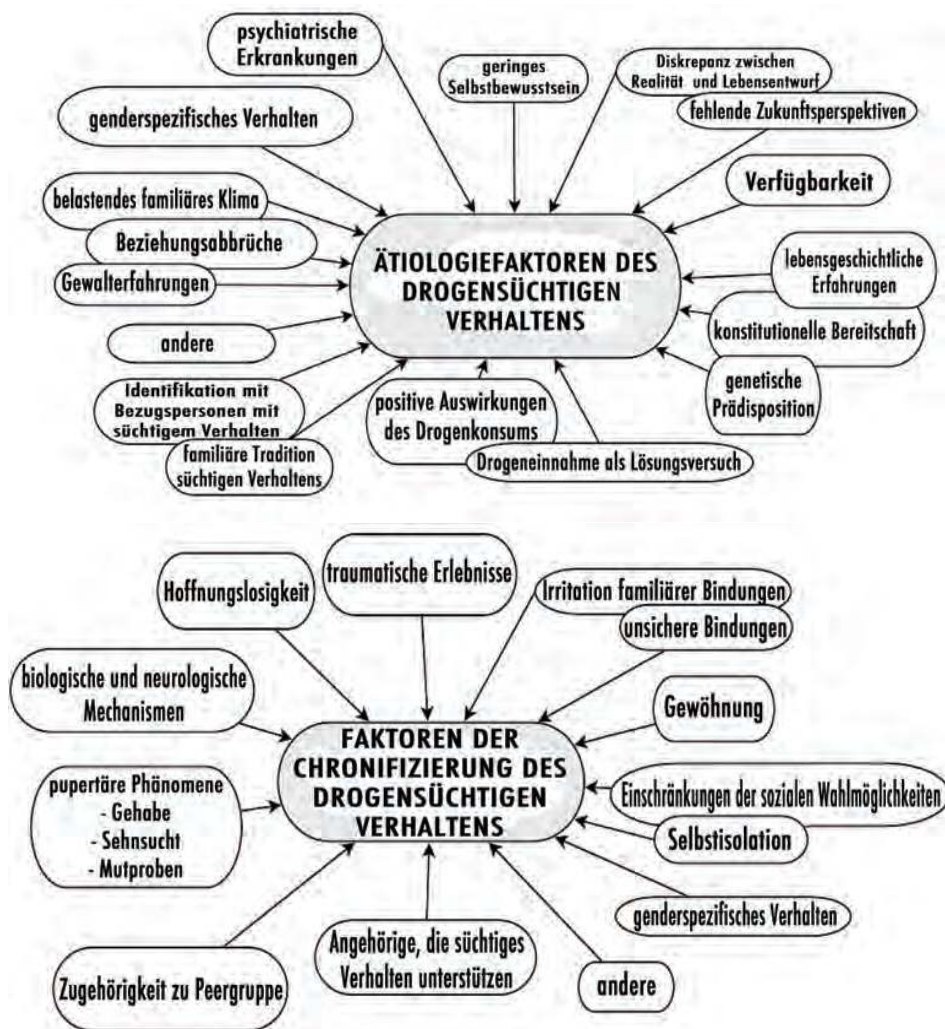 psychiatrische
Erkrankungen
geringes
Selbstbewusstsein
Diskrepanz zwischen
Realität und Lebensentwurf
fehlende Zukunftsperspektiven
genderspezifisches Verhalten
Verfügbarkeit
belastendes familiäres Klima
Beziehungsabbrüche
Gewalterfahrungen
ÄTIOLOGIEFAKTOREN DES
DROGENSÜCHTIGEN
VERHALTENS
lebensgeschichtliche
Erfahrungen
konstitutionelle Bereitschaft
genetische
Prädisposition
andere
Identifikation mit
Bezugspersonen mit
süchtigem Verhalten
familiäre Tradition
süchtigen Verhaltens
positive Auswirkungen
des Drogenkonsums
Drogeneinnahme als Lösungsversuch
Hoffnungslosigkeit
traumatische Erlebnisse
Irritation familiärer Bindungen
unsichere Bindungen
biologische und neurologische
Mechanismen
Gewöhnung
FAKTOREN DER
CHRONIFIZIERUNG DES
DROGENSÜCHTIGEN
VERHALTENS
pupertäre Phänomene
- Gehabe
- Sehnsucht
- Mutproben
Einschränkungen der sozialen Wahlmöglichkeiten
Selbstisolation
genderspezifisches Verhalten
Zugehörigkeit zu Peergruppe
Angehörige, die süchtiges
Verhalten unterstützen
andere